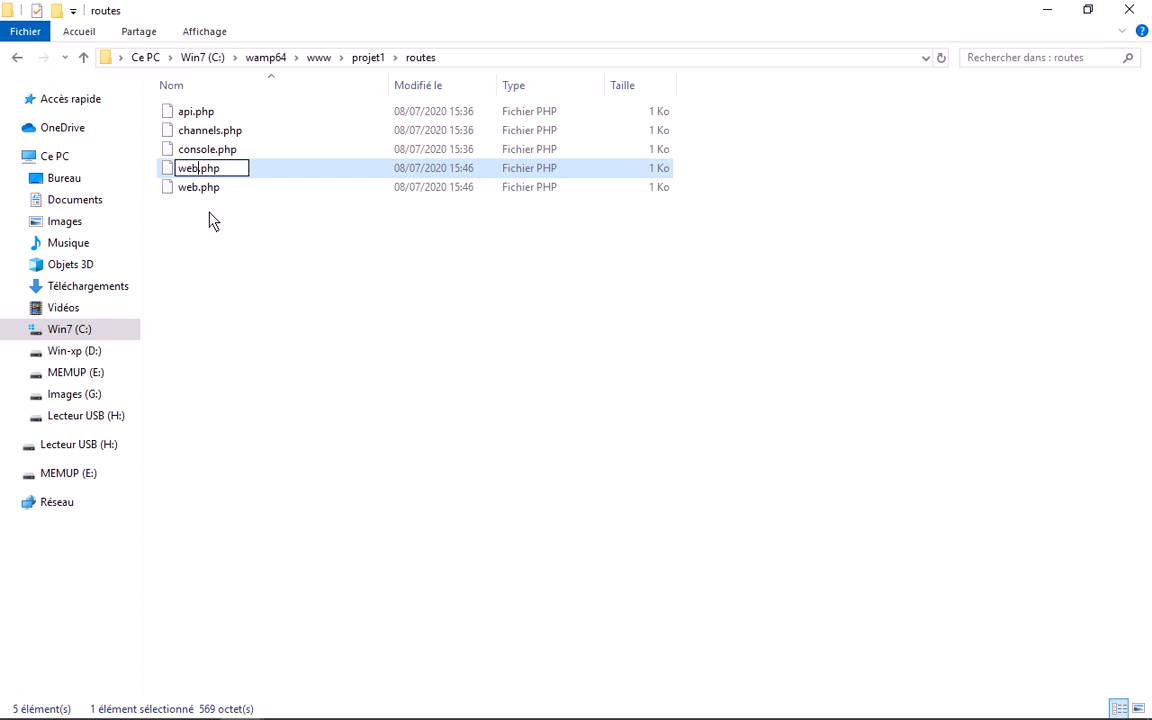 routes
Fichier Accueil Partage Affichage
Ce PC Win7 (C:) wamp64 www projet1 routes Rechercher dans : routes
Nom Modifié le Type Taille
api.php 08/07/2020 15:36 Fichier PHP 1 Ko
channels.php 08/07/2020 15:36 Fichier PHP 1 Ko
console.php 08/07/2020 15:36 Fichier PHP 1 Ko
web.php 08/07/2020 15:46 Fichier PHP 1 Ko
web.php 08/07/2020 15:46 Fichier PHP 1 Ko
Accès rapide
OneDrive
Ce PC
Bureau
Documents
Images
Musique
Objets 3D
Téléchargements
Vidéos
Win7 (C:)
Win-xp (D:)
MEMUP (E:)
Images (G:)
Lecteur USB (H:)
Lecteur USB (H:)
MEMUP (E:)
Réseau
5 élément(s) 1 élément sélectionné 569 octet(s)